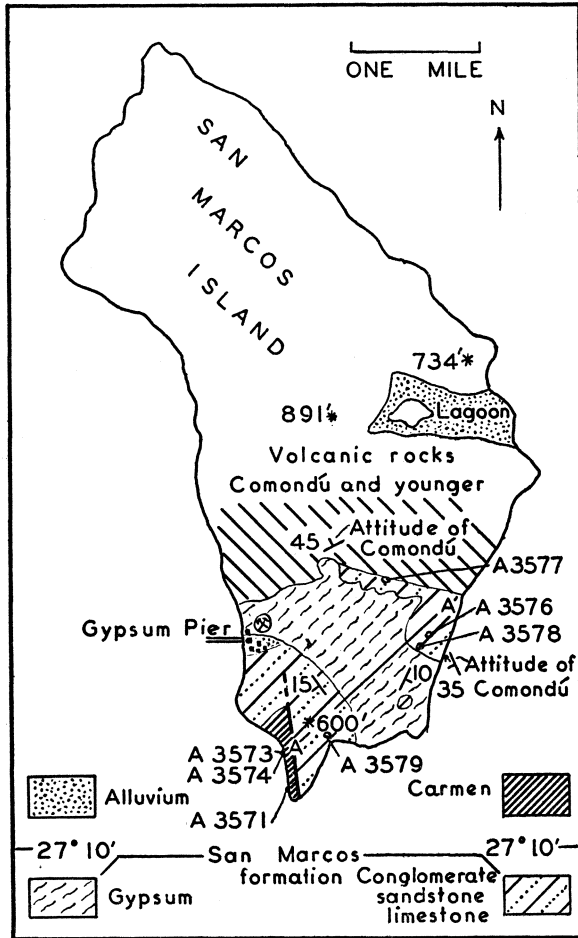 ONE MILE
N
SAN
MARCOS
ISLAND
734'*
Lagoon
891'*
Volcanic rocks
Comondú and younger
45
Attitude of
Comondú
A 3577
A'
A 3576
A 3578
Gypsum Pier
Attitude of
35 Comondú
10
15
*600'
A
A 3573
A 3574
A 3579
A 3571
Alluvium
Carmen
27° 10'
27° 10'
San Marcos
formation
Gypsum
Conglomerate
sandstone
limestone